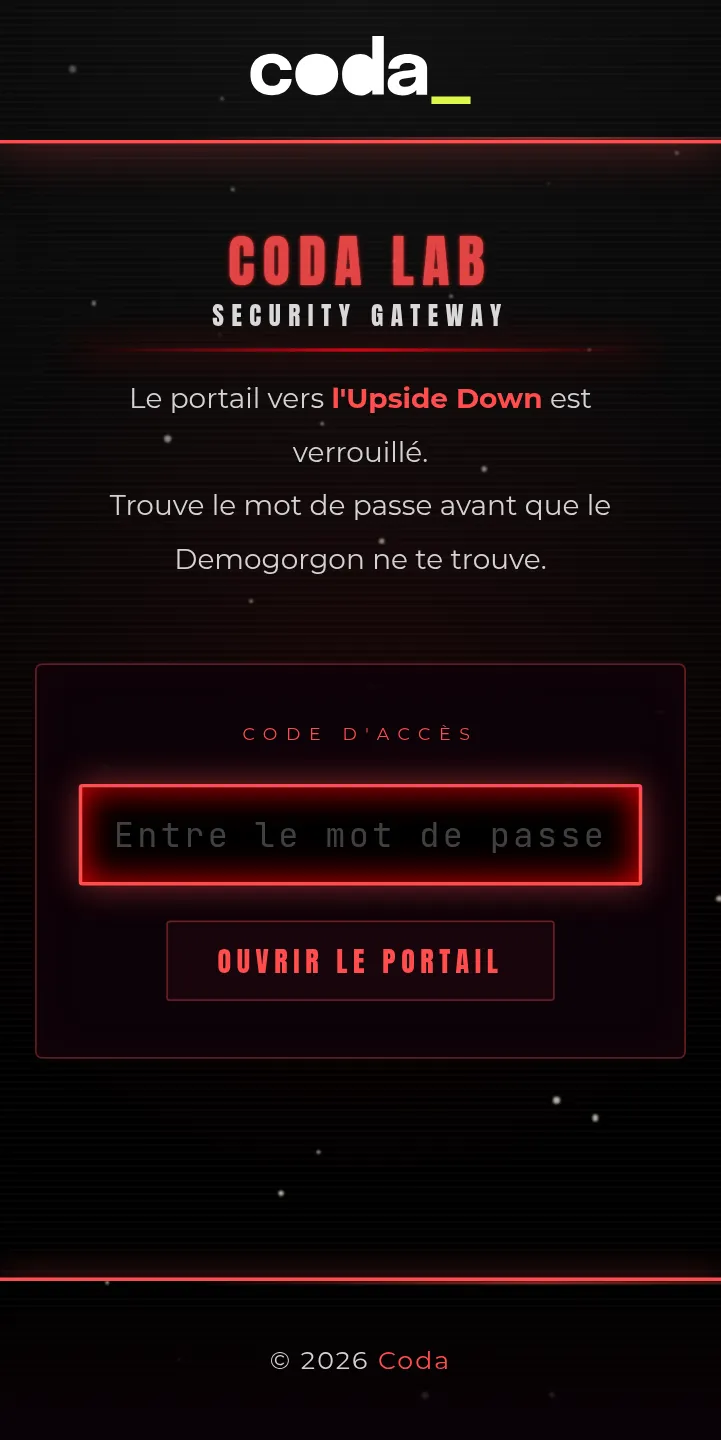 coda_
CODA LAB
SECURITY GATEWAY
Le portail vers l'Upside Down est
verrouillé.
Trouve le mot de passe avant que le
Demogorgon ne te trouve.
CODE D'ACCÈS
Entre le mot de passe
OUVRIR LE PORTAIL
© 2026 Coda